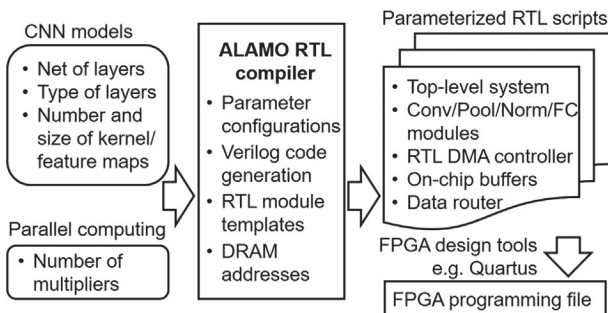 CNN models
• Net of layers
• Type of layers
• Number and
size of kernel/
feature maps
Parallel computing
• Number of
multipliers
ALAMO RTL
compiler
• Parameter
configurations
• Verilog code
generation
• RTL module
templates
• DRAM
addresses
Parameterized RTL scripts
• Top-level system
• Conv/Pool/Norm/FC
modules
• RTL DMA controller
• On-chip buffers
• Data router
FPGA design tools
e.g. Quartus
FPGA programming file